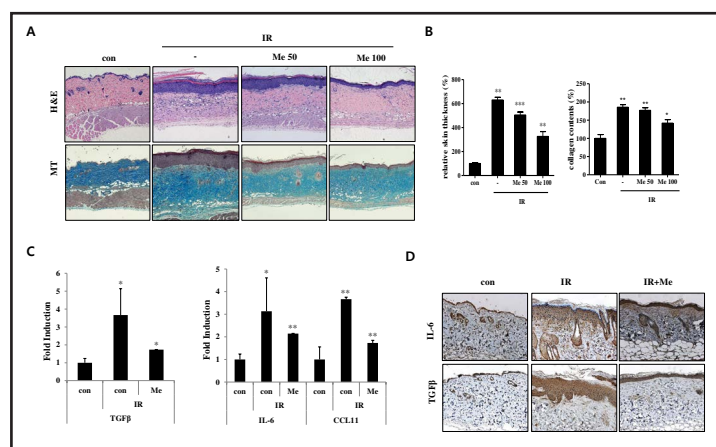 A
IR
con
-
Me 50
Me 100
H&E
MT
B
relative skin thickness (%)
800
600
400
200
0
**
***
**
con
-
Me 50
Me 100
IR
collagen contents (%)
200
150
100
50
0
**
**
*
Con
-
Me 50
Me 100
IR
C
Fold Induction
6
5
4
3
2
1
0
*
*
con
con
Me
IR
TGFβ
Fold Induction
5
4
3
2
1
0
*
**
**
**
con
con
Me
con
con
Me
IR
IR
IL-6
CCL11
D
con
IR
IR+Me
IL-6
TGFβ